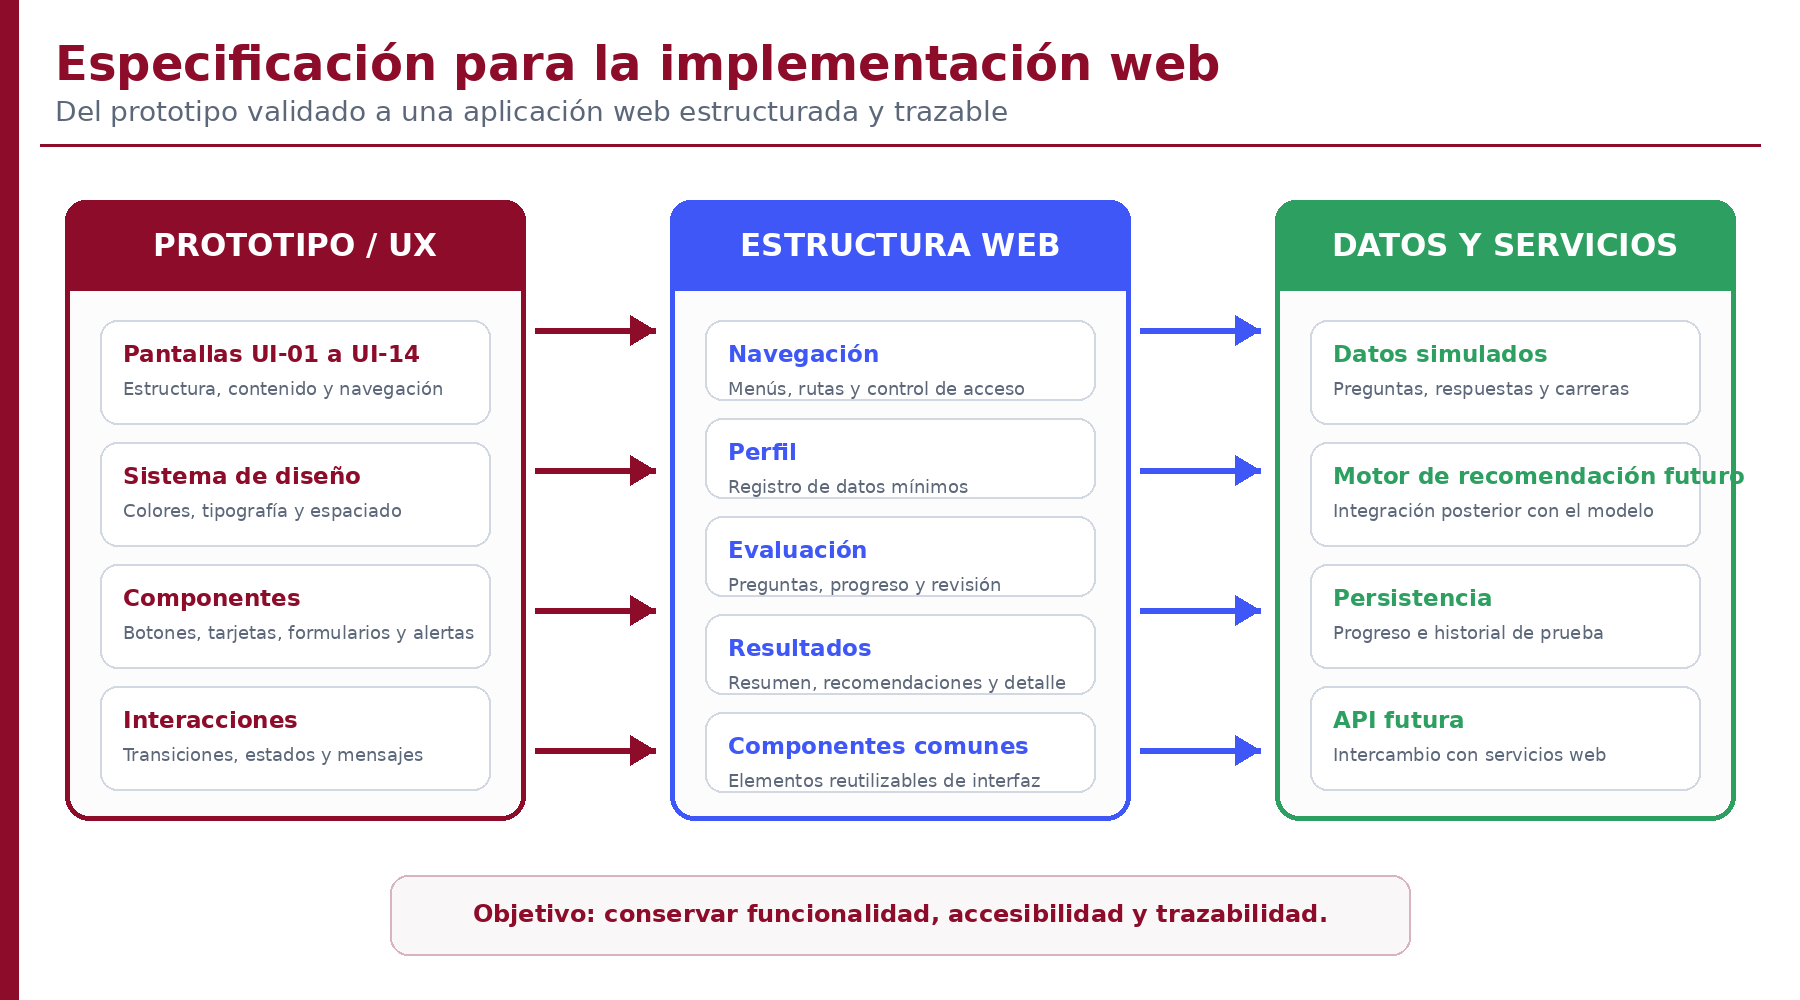 Especificación para la implementación web
Del prototipo validado a una aplicación web estructurada y trazable
PROTOTIPO / UX
Pantallas UI-01 a UI-14
Estructura, contenido y navegación
Sistema de diseño
Colores, tipografía y espaciado
Componentes
Botones, tarjetas, formularios y alertas
Interacciones
Transiciones, estados y mensajes
ESTRUCTURA WEB
Navegación
Menús, rutas y control de acceso
Perfil
Registro de datos mínimos
Evaluación
Preguntas, progreso y revisión
Resultados
Resumen, recomendaciones y detalle
Componentes comunes
Elementos reutilizables de interfaz
DATOS Y SERVICIOS
Datos simulados
Preguntas, respuestas y carreras
Motor de recomendación futuro
Integración posterior con el modelo
Persistencia
Progreso e historial de prueba
API futura
Intercambio con servicios web
Objetivo: conservar funcionalidad, accesibilidad y trazabilidad.